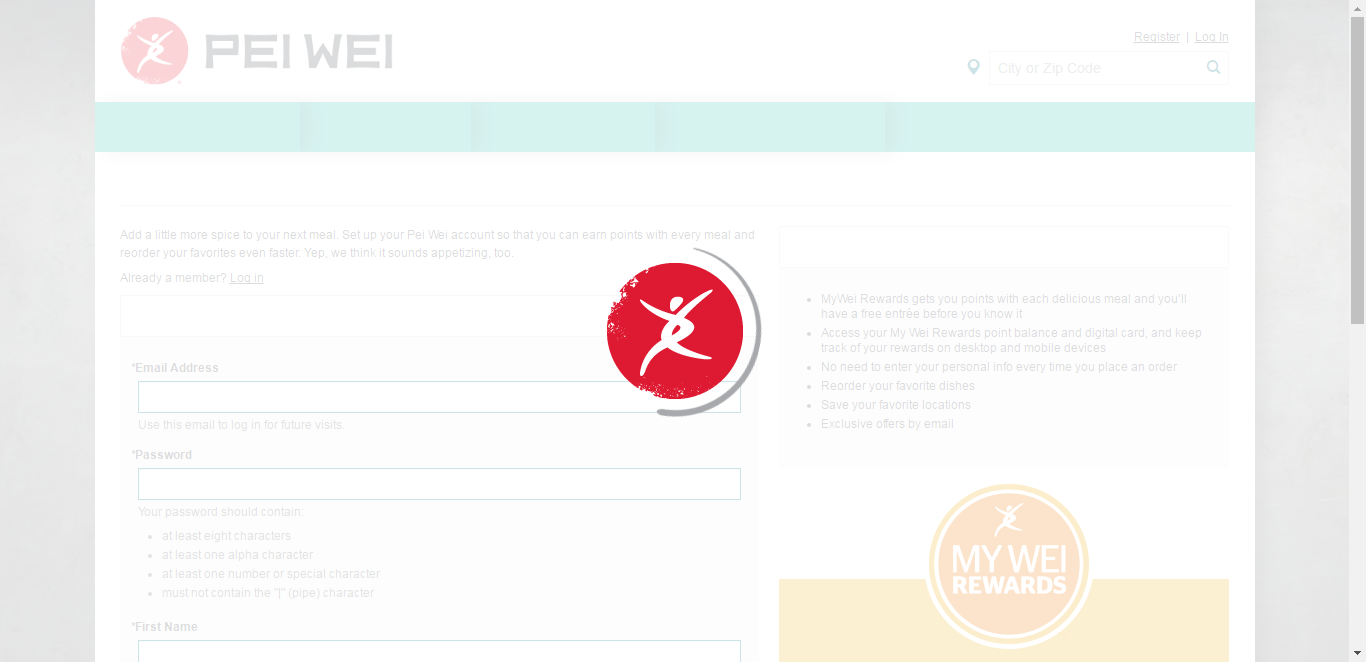 PEI WEI
Register | Log In
City or Zip Code
Add a little more spice to your next meal. Set up your Pei Wei account so that you can earn points with every meal and
reorder your favorites even faster. Yep, we think it sounds appetizing, too.
Already a member? Log in
*Email Address
Use this email to log in for future visits.
*Password
Your password should contain:
at least eight characters
at least one alpha character
at least one number or special character
must not contain the "|" (pipe) character
*First Name
MyWei Rewards gets you points with each delicious meal and you'll
have a free entrée before you know it
Access your My Wei Rewards point balance and digital card, and keep
track of your rewards on desktop and mobile devices
No need to enter your personal info every time you place an order
Reorder your favorite dishes
Save your favorite locations
Exclusive offers by email
MY WEI
REWARDS